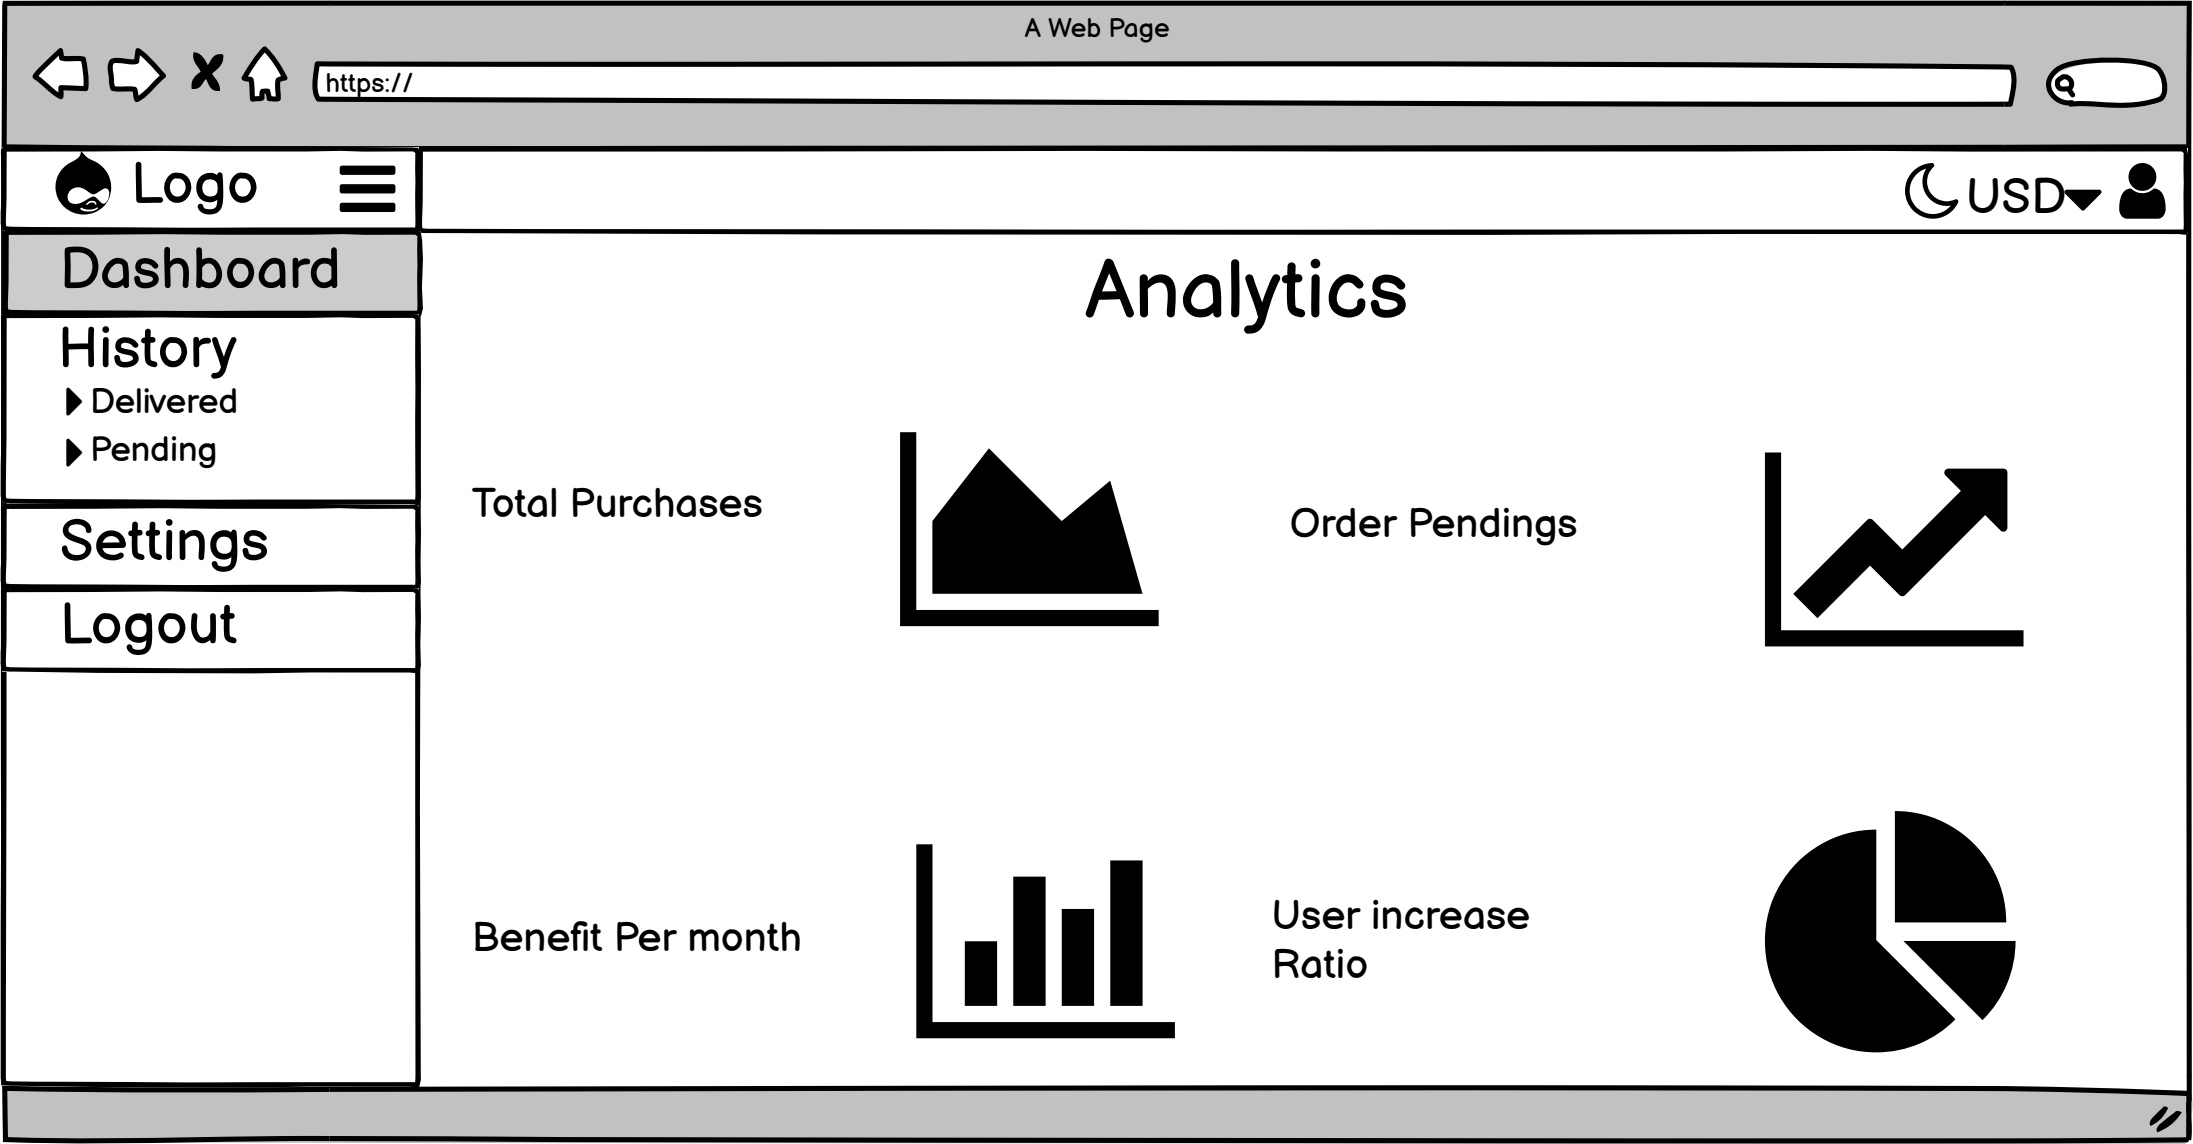 A Web Page
https://
Logo
USD
Dashboard
Analytics
History
Delivered
Pending
Total Purchases
Order Pendings
Settings
Logout
Benefit Per month
User increase
Ratio